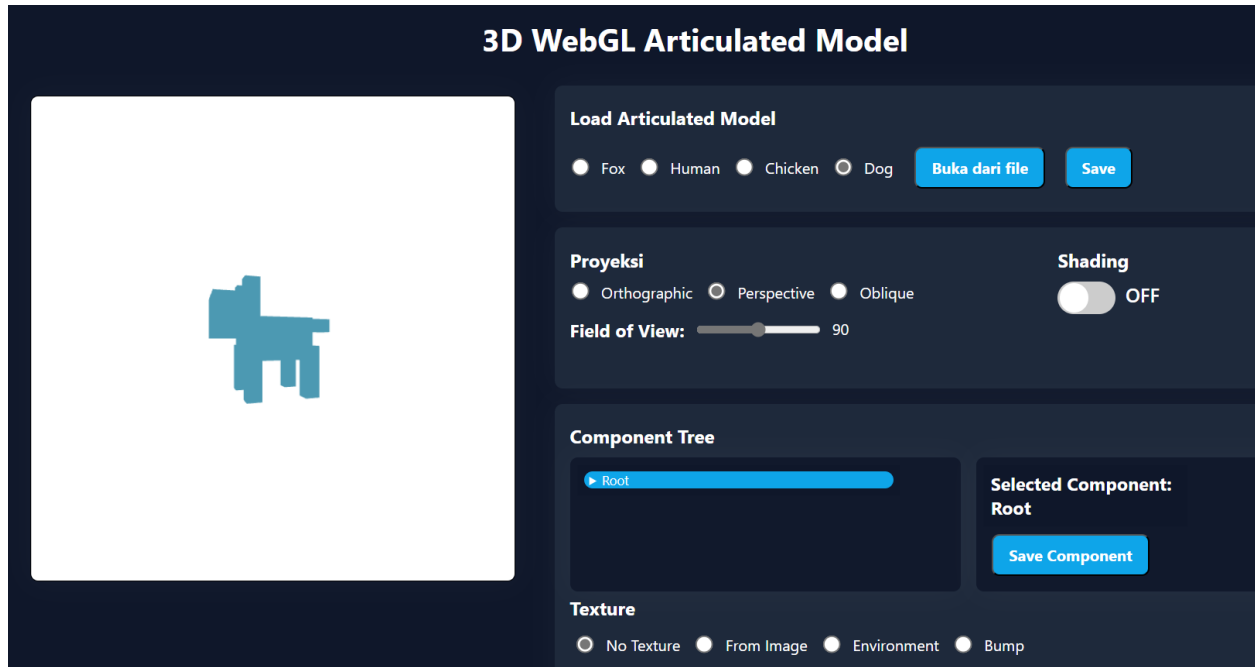 3D WebGL Articulated Model
Load Articulated Model
Fox Human Chicken Dog Buka dari file Save
Proyeksi
Orthographic Perspective Oblique
Field of View: 90
Shading
OFF
Component Tree
Root
Selected Component:
Root
Save Component
Texture
No Texture From Image Environment Bump